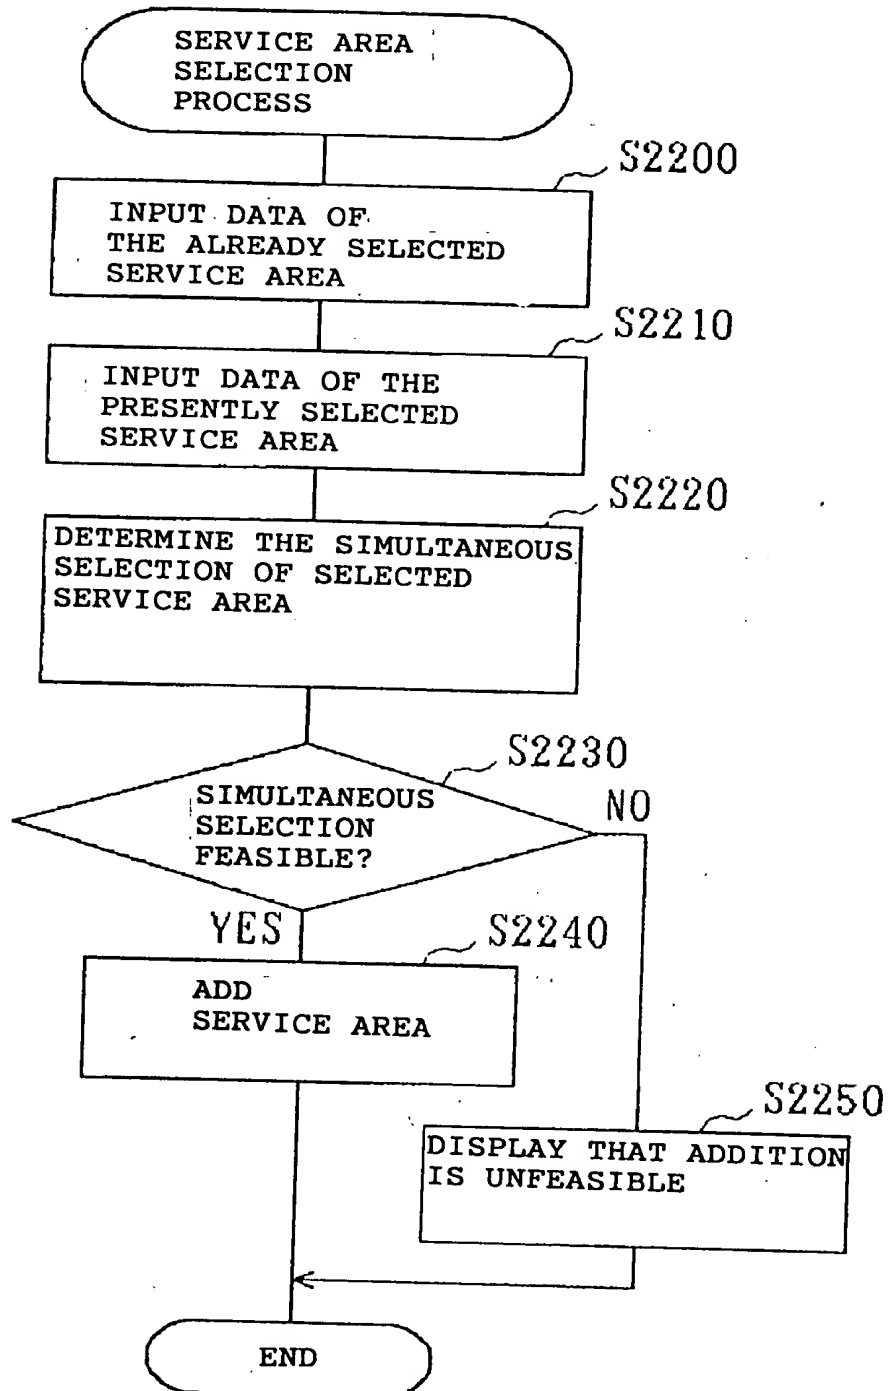 SERVICE AREA
SELECTION
PROCESS
S2200
INPUT DATA OF
THE ALREADY SELECTED
SERVICE AREA
S2210
INPUT DATA OF THE
PRESENTLY SELECTED
SERVICE AREA
S2220
DETERMINE THE SIMULTANEOUS
SELECTION OF SELECTED
SERVICE AREA
S2230
SIMULTANEOUS
SELECTION
FEASIBLE?
NO
YES
S2240
ADD
SERVICE AREA
S2250
DISPLAY THAT ADDITION
IS UNFEASIBLE
END